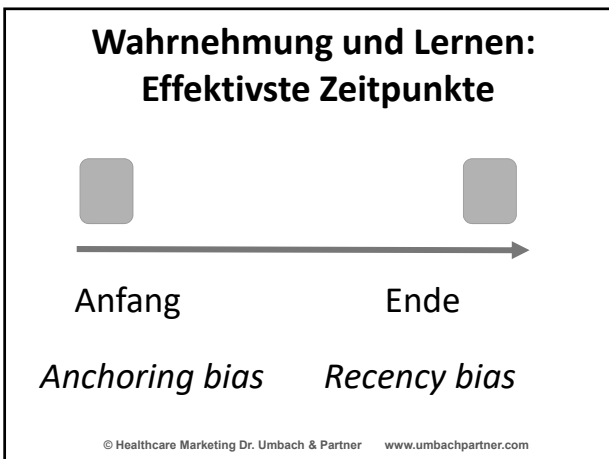 Wahrnehmung und Lernen:
Effektivste Zeitpunkte
Anfang Ende
Anchoring bias Recency bias
© Healthcare Marketing Dr. Umbach & Partner www.umbachpartner.com